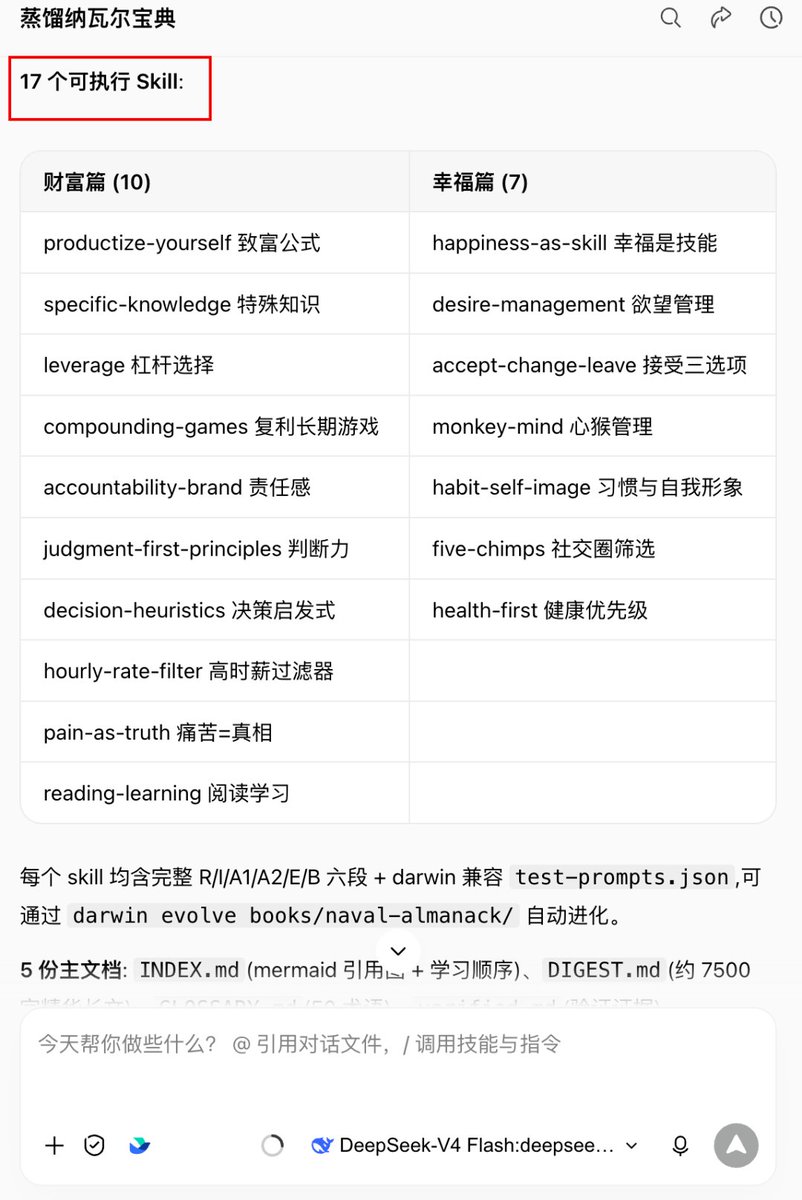 蒸馏纳瓦尔宝典
17 个可执行 Skill:
财富篇 (10) 幸福篇 (7)
productize-yourself 致富公式 happiness-as-skill 幸福是技能
specific-knowledge 特殊知识 desire-management 欲望管理
leverage 杠杆选择 accept-change-leave 接受三选项
compounding-games 复利长期游戏 monkey-mind 心猴管理
accountability-brand 责任感 habit-self-image 习惯与自我形象
judgment-first-principles 判断力 five-chimps 社交圈筛选
decision-heuristics 决策启发式 health-first 健康优先级
hourly-rate-filter 高时薪过滤器
pain-as-truth 痛苦=真相
reading-learning 阅读学习
每个 skill 均含完整 R/I/A1/A2/E/B 六段 + darwin 兼容 test-prompts.json,可
通过 darwin evolve books/naval-almanack/ 自动进化。
5 份主文档: INDEX.md (mermaid 引用 + 学习顺序)、 DIGEST.md (约 7500
今天帮你做些什么? @ 引用对话文件, / 调用技能与指令
DeepSeek-V4 Flash:deepsee...